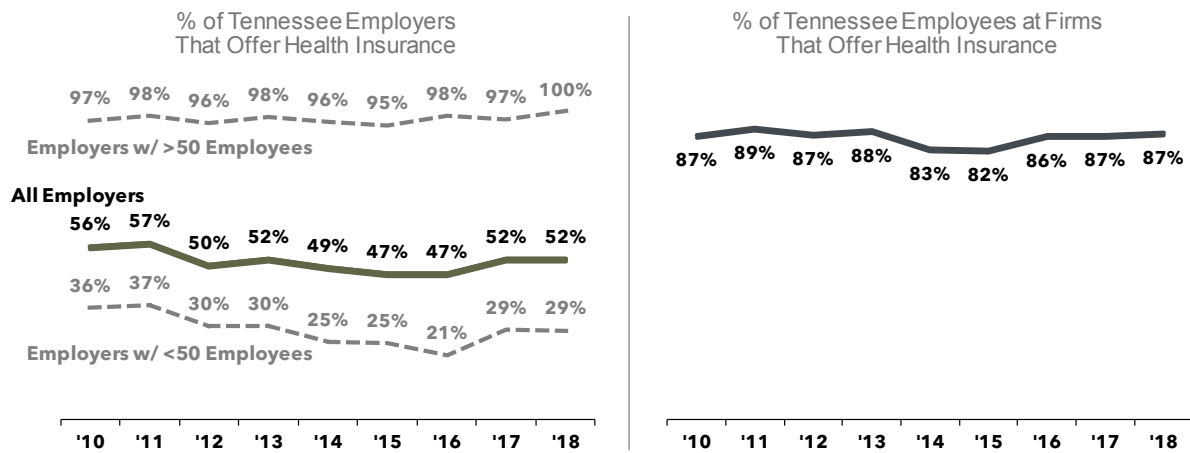 % of Tennessee Employers
That Offer Health Insurance
97% 98% 96% 98% 96% 95% 98% 97% 100%
Employers w/ >50 Employees
All Employers
56% 57% 50% 52% 49% 47% 47% 52% 52%
36% 37% 30% 30% 25% 25% 21% 29% 29%
Employers w/ <50 Employees
'10 '11 '12 '13 '14 '15 '16 '17 '18
% of Tennessee Employees at Firms
That Offer Health Insurance
87% 89% 87% 88% 83% 82% 86% 87% 87%
'10 '11 '12 '13 '14 '15 '16 '17 '18